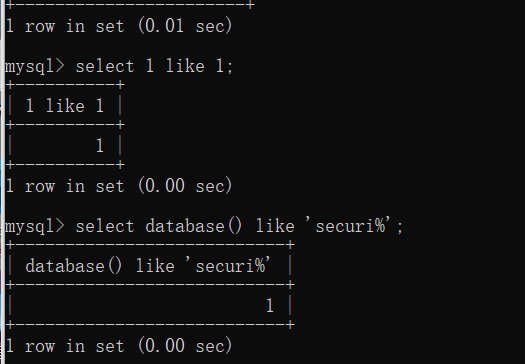 +------------------------+
1 row in set (0.01 sec)
mysql> select 1 like 1;
+----------+
| 1 like 1 |
+----------+
|        1 |
+----------+
1 row in set (0.00 sec)
mysql> select database() like 'securi%';
+---------------------------+
| database() like 'securi%' |
+---------------------------+
|                         1 |
+---------------------------+
1 row in set (0.00 sec)